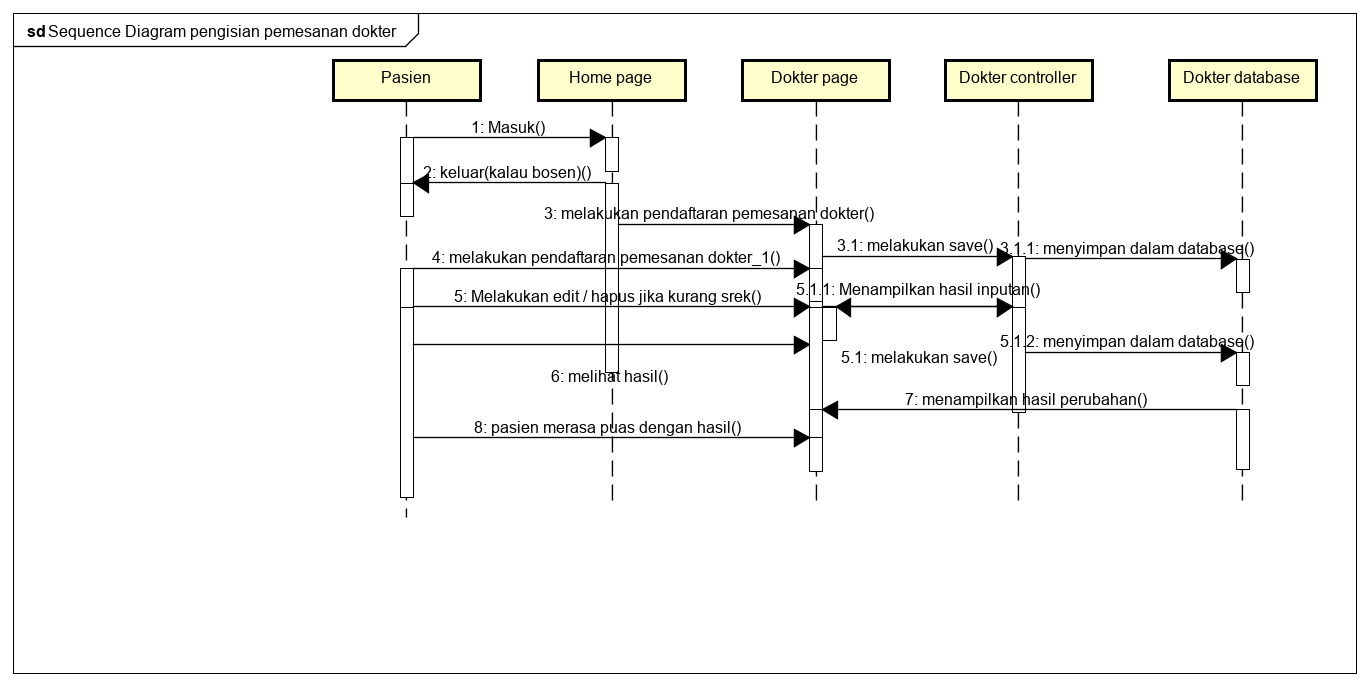 sd Sequence Diagram pengisian pemesanan dokter
Pasien
Home page
Dokter page
Dokter controller
Dokter database
1: Masuk()
2: keluar(kalau bosen)()
3: melakukan pendaftaran pemesanan dokter()
3.1: melakukan save()
3.1.1: menyimpan dalam database()
4: melakukan pendaftaran pemesanan dokter_1()
5.1.1: Menampilkan hasil inputan()
5: Melakukan edit / hapus jika kurang srek()
5.1.2: menyimpan dalam database()
5.1: melakukan save()
6: melihat hasil()
7: menampilkan hasil perubahan()
8: pasien merasa puas dengan hasil()